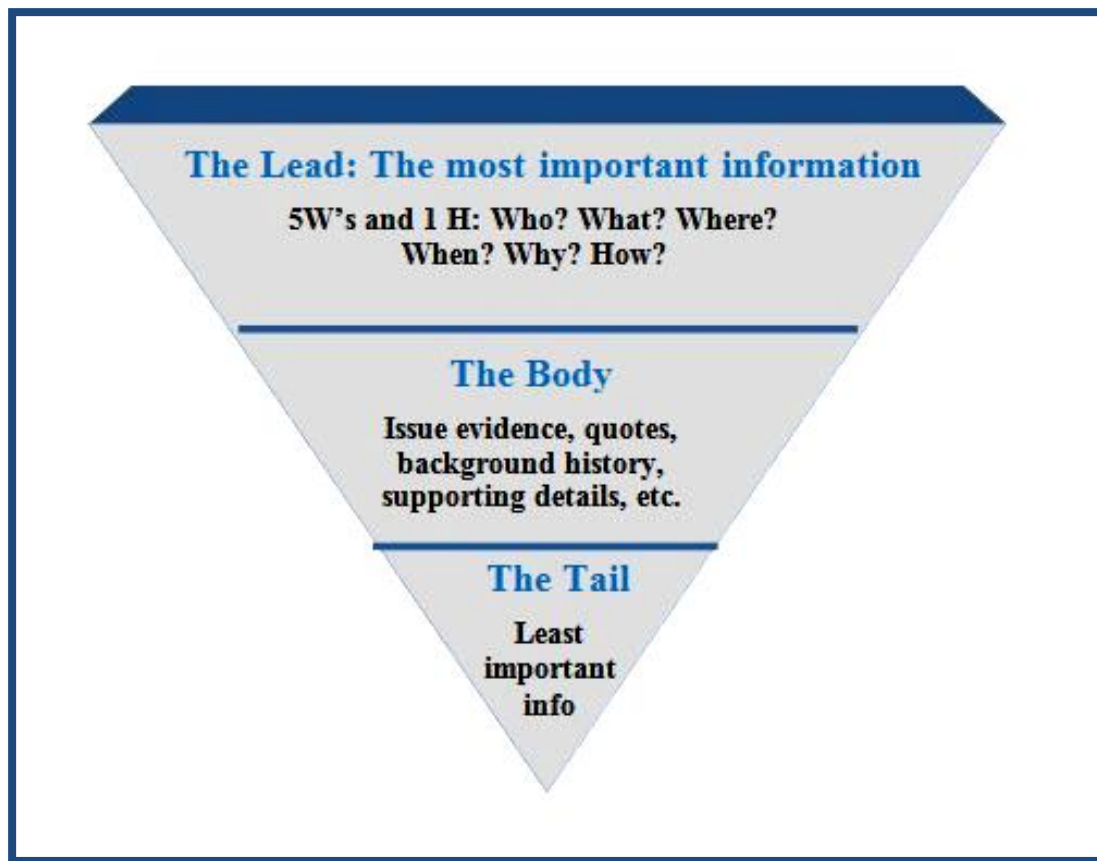 The Lead: The most important information
5W’s and 1 H: Who? What? Where?
When? Why? How?
The Body
Issue evidence, quotes,
background history,
supporting details, etc.
The Tail
Least
important
info